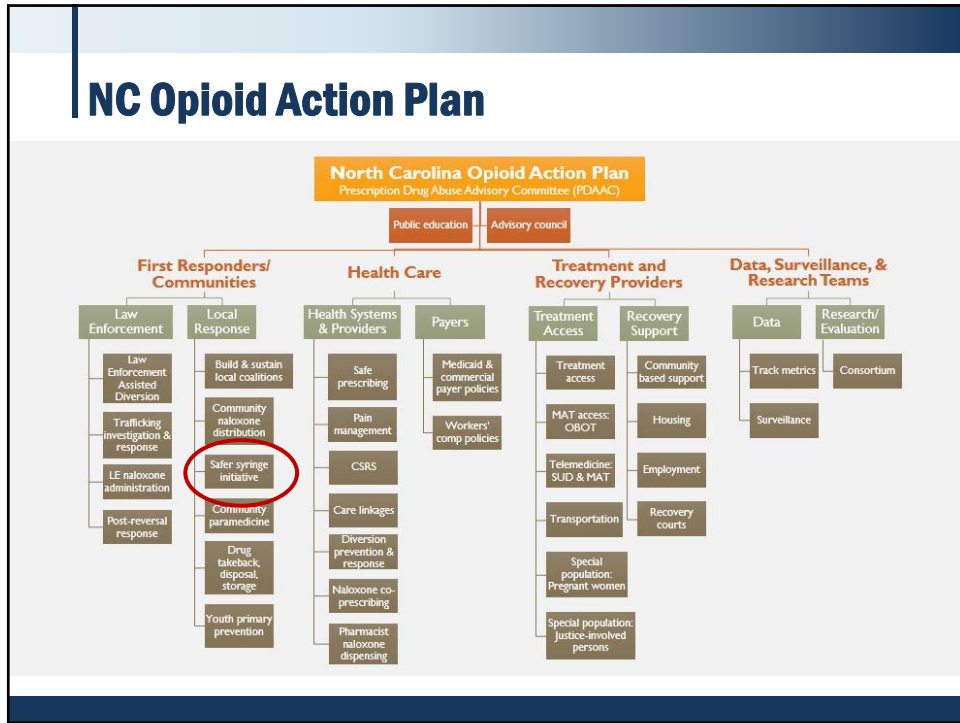 NC Opioid Action Plan
North Carolina Opioid Action Plan
Prescription Drug Abuse Advisory Committee (PDAAC)
Public education
Advisory council
First Responders/
Communities
Law
Enforcement
Law
Enforcement
Assisted
Diversion
Trafficking
investigation &
response
LE naloxone
administration
Post-reversal
response
Local
Response
Build & sustain
local coalitions
Community
naloxone
distribution
Safer syringe
initiative
Community
paramedicine
Drug
takeback,
disposal,
storage
Youth primary
prevention
Health Care
Health Systems
& Providers
Safe
prescribing
Pain
management
CSRS
Care linkages
Diversion
prevention &
response
Naloxone co-
prescribing
Pharmacist
naloxone
dispensing
Payers
Medicaid &
commercial
payer policies
Workers'
comp policies
Treatment and
Recovery Providers
Treatment
Access
Treatment
access
MAT access:
OBOT
Telemedicine:
SUD & MAT
Transportation
Special
population:
Pregnant women
Special population:
Justice-involved
persons
Recovery
Support
Community
based support
Housing
Employment
Recovery
courts
Data, Surveillance, &
Research Teams
Data
Track metrics
Surveillance
Research/
Evaluation
Consortium